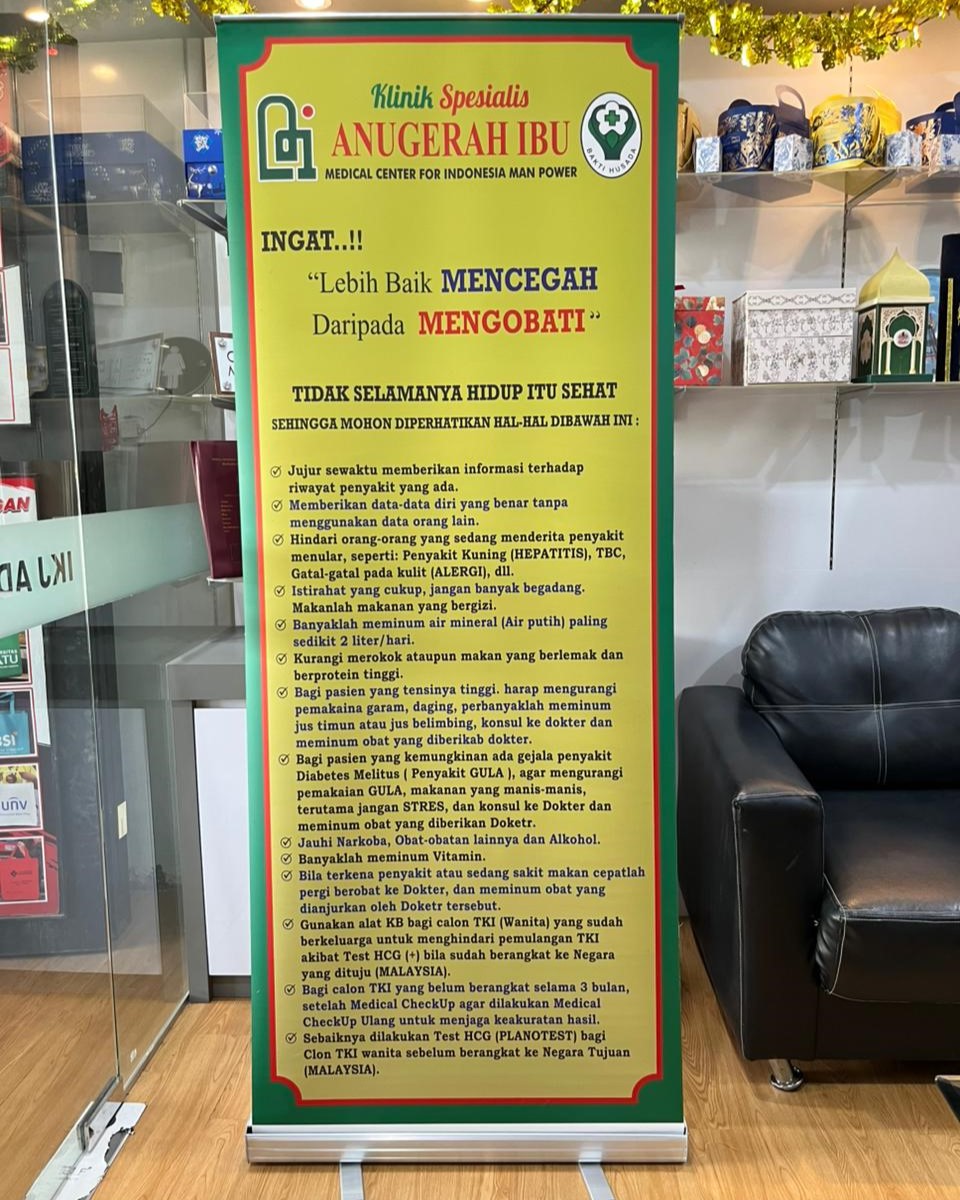 Klinik Spesialis
ANUGERAH IBU
MEDICAL CENTER FOR INDONESIA MAN POWER
BAKTI HUSADA
INGAT..!!
“Lebih Baik MENCEGAH
Daripada MENGOBATI”
TIDAK SELAMANYA HIDUP ITU SEHAT
SEHINGGA MOHON DIPERHATIKAN HAL-HAL DIBAWAH INI :
Jujur sewaktu memberikan informasi terhadap
riwayat penyakit yang ada.
Memberikan data-data diri yang benar tanpa
menggunakan data orang lain.
Hindari orang-orang yang sedang menderita penyakit
menular, seperti: Penyakit Kuning (HEPATITIS), TBC,
Gatal-gatal pada kulit (ALERGI), dll.
Istirahat yang cukup, jangan banyak begadang.
Makanlah makanan yang bergizi.
Banyaklah meminum air mineral (Air putih) paling
sedikit 2 liter/hari.
Kurangi merokok ataupun makan yang berlemak dan
berprotein tinggi.
Bagi pasien yang tensinya tinggi. harap mengurangi
pemakaina garam, daging, perbanyaklah meminum
jus timun atau jus belimbing, konsul ke dokter dan
meminum obat yang diberikab dokter.
Bagi pasien yang kemungkinan ada gejala penyakit
Diabetes Melitus ( Penyakit GULA ), agar mengurangi
pemakaian GULA, makanan yang manis-manis,
terutama jangan STRES, dan konsul ke Dokter dan
meminum obat yang diberikan Doketr.
Jauhi Narkoba, Obat-obatan lainnya dan Alkohol.
Banyaklah meminum Vitamin.
Bila terkena penyakit atau sedang sakit makan cepatlah
pergi berobat ke Dokter, dan meminum obat yang
dianjurkan oleh Doketr tersebut.
Gunakan alat KB bagi calon TKI (Wanita) yang sudah
berkeluarga untuk menghindari pemulangan TKI
akibat Test HCG (+) bila sudah berangkat ke Negara
yang dituju (MALAYSIA).
Bagi calon TKI yang belum berangkat selama 3 bulan,
setelah Medical CheckUp agar dilakukan Medical
CheckUp Ulang untuk menjaga keakuratan hasil.
Sebaiknya dilakukan Test HCG (PLANOTEST) bagi
Clon TKI wanita sebelum berangkat ke Negara Tujuan
(MALAYSIA).
IKJ AD